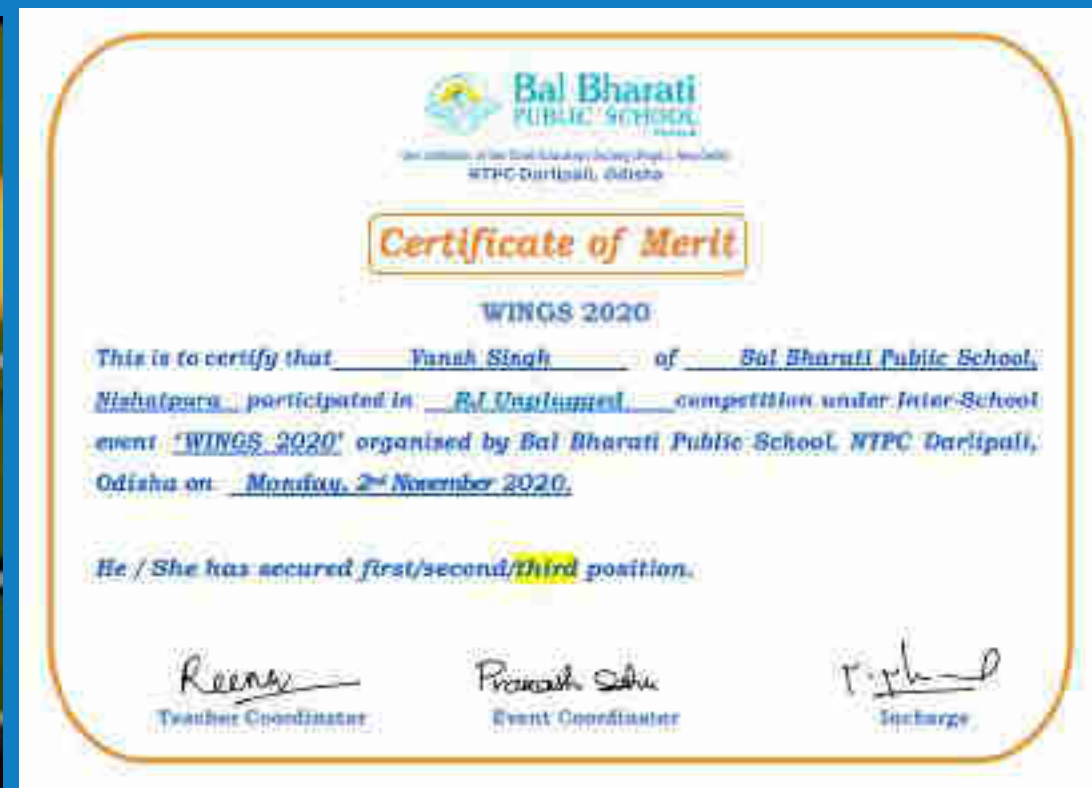 Bal Bharati
PUBLIC SCHOOL
NTPC Darlipali, Odisha
Certificate of Merit
WINGS 2020
This is to certify that Vansh Singh of Bal Bharati Public School,
Nishatpura participated in RJ Unplugged competition under Inter-School
event 'WINGS 2020' organised by Bal Bharati Public School, NTPC Darlipali,
Odisha on Monday, 2nd November 2020.
He / She has secured first/second/third position.
Reena Prakash Sahu
Teacher Coordinator Event Coordinator Incharge